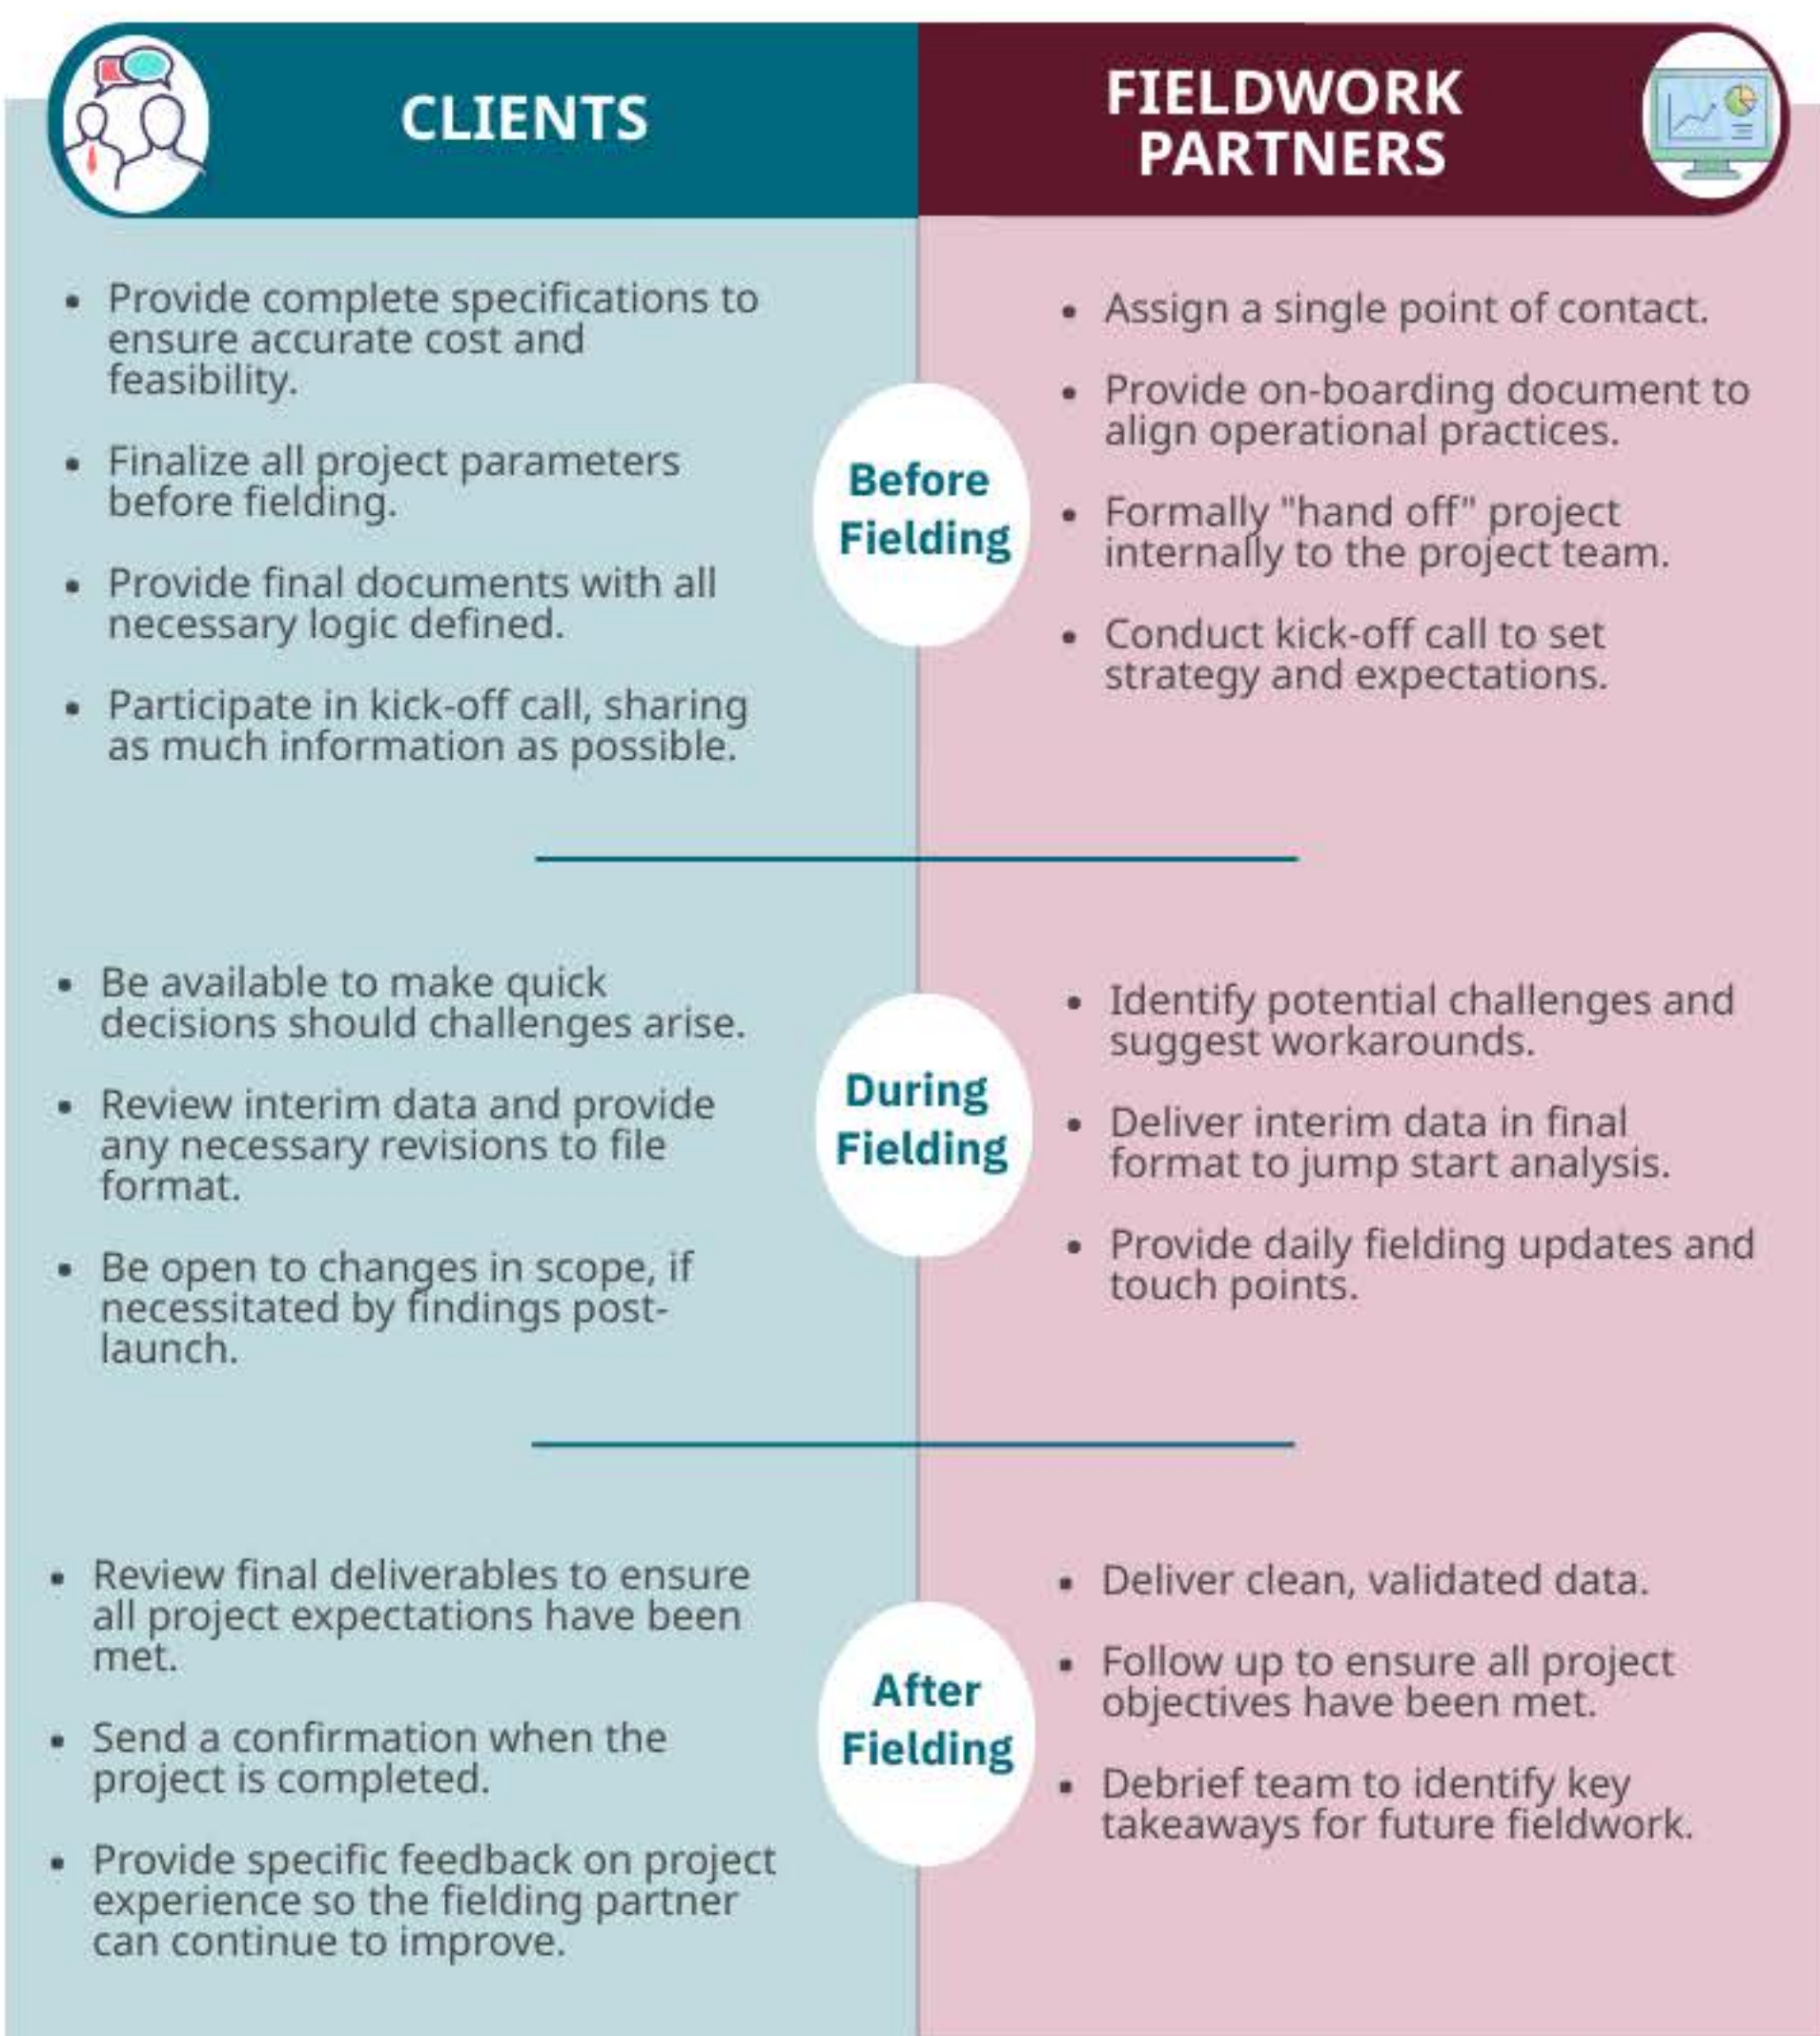 CLIENTS
FIELDWORK
PARTNERS
Before
Fielding
• Provide complete specifications to
ensure accurate cost and
feasibility.
• Finalize all project parameters
before fielding.
• Provide final documents with all
necessary logic defined.
• Participate in kick-off call, sharing
as much information as possible.
• Assign a single point of contact.
• Provide on-boarding document to
align operational practices.
• Formally "hand off" project
internally to the project team.
• Conduct kick-off call to set
strategy and expectations.
During
Fielding
• Be available to make quick
decisions should challenges arise.
• Review interim data and provide
any necessary revisions to file
format.
• Be open to changes in scope, if
necessitated by findings post-
launch.
• Identify potential challenges and
suggest workarounds.
• Deliver interim data in final
format to jump start analysis.
• Provide daily fielding updates and
touch points.
After
Fielding
• Review final deliverables to ensure
all project expectations have been
met.
• Send a confirmation when the
project is completed.
• Provide specific feedback on project
experience so the fielding partner
can continue to improve.
• Deliver clean, validated data.
• Follow up to ensure all project
objectives have been met.
• Debrief team to identify key
takeaways for future fieldwork.